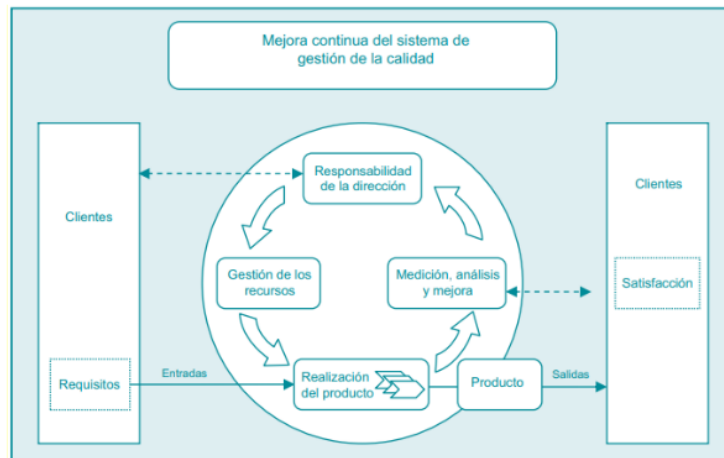 Mejora continua del sistema de
gestión de la calidad
Clientes
Requisitos
Entradas
Responsabilidad
de la dirección
Gestión de los
recursos
Medición, análisis
y mejora
Realización
del producto
Producto
Salidas
Clientes
Satisfacción